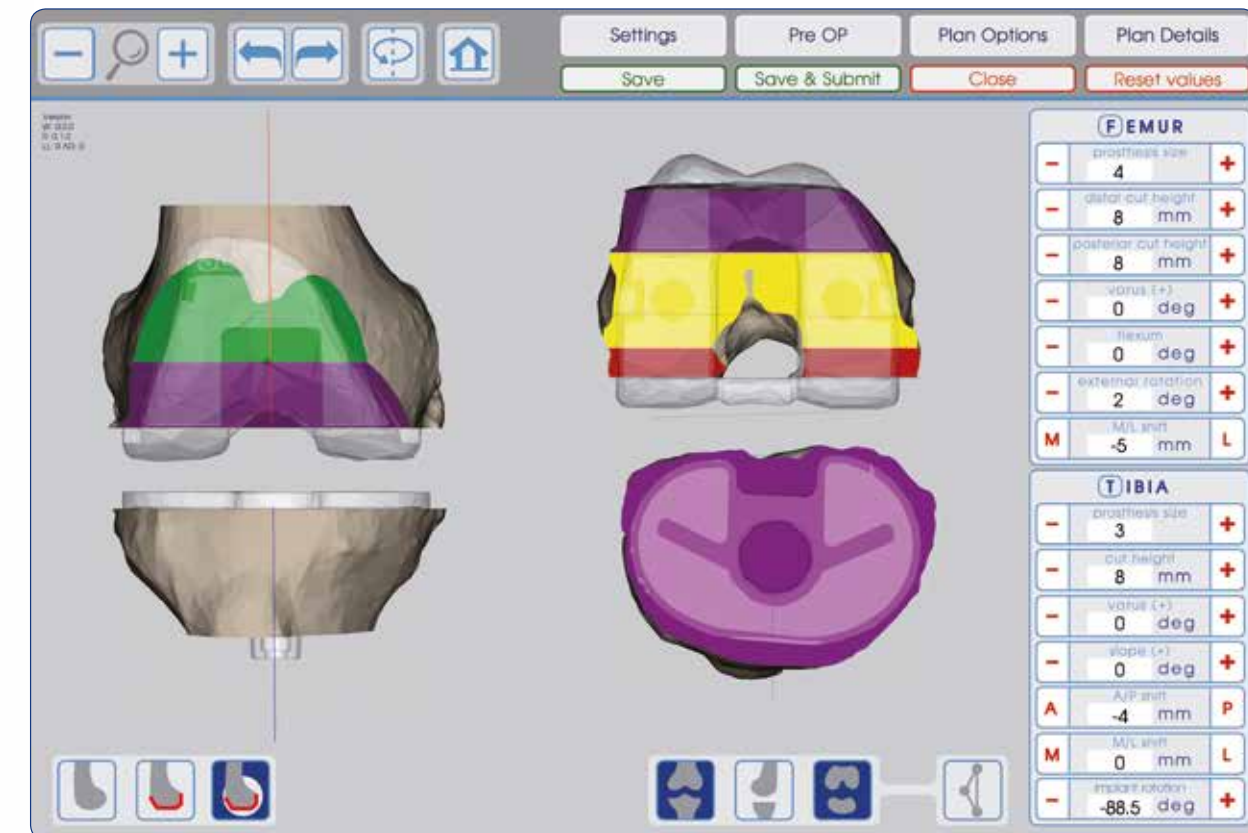 Settings
Pre OP
Plan Options
Plan Details
Save
Save & Submit
Close
Reset values
FEMUR
prosthesis size
- 4 +
distal cut height
- 8 mm +
posterior cut height
- 8 mm +
varus (+)
- 0 deg +
flexum
- 0 deg +
external rotation
- 2 deg +
M/L shift
M -5 mm L
TIBIA
prosthesis size
- 3 +
cut height
- 8 mm +
varus (+)
- 0 deg +
slope (+)
- 0 deg +
A/P shift
A -4 mm P
M/L shift
M 0 mm L
implant rotation
- -88.5 deg +